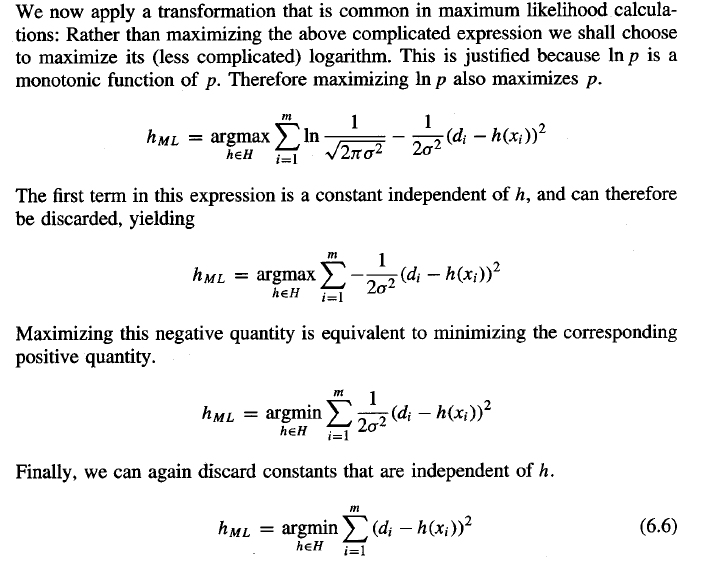 We now apply a transformation that is common in maximum likelihood calcula-
tions: Rather than maximizing the above complicated expression we shall choose
to maximize its (less complicated) logarithm. This is justified because ln p is a
monotonic function of p. Therefore maximizing ln p also maximizes p.
h_{ML} = \underset{h \in H}{\operatorname{argmax}} \sum_{i=1}^{m} \ln \frac{1}{\sqrt{2\pi\sigma^2}} - \frac{1}{2\sigma^2}(d_i - h(x_i))^2
The first term in this expression is a constant independent of h, and can therefore
be discarded, yielding
h_{ML} = \underset{h \in H}{\operatorname{argmax}} \sum_{i=1}^{m} -\frac{1}{2\sigma^2}(d_i - h(x_i))^2
Maximizing this negative quantity is equivalent to minimizing the corresponding
positive quantity.
h_{ML} = \underset{h \in H}{\operatorname{argmin}} \sum_{i=1}^{m} \frac{1}{2\sigma^2}(d_i - h(x_i))^2
Finally, we can again discard constants that are independent of h.
h_{ML} = \underset{h \in H}{\operatorname{argmin}} \sum_{i=1}^{m} (d_i - h(x_i))^2 (6.6)